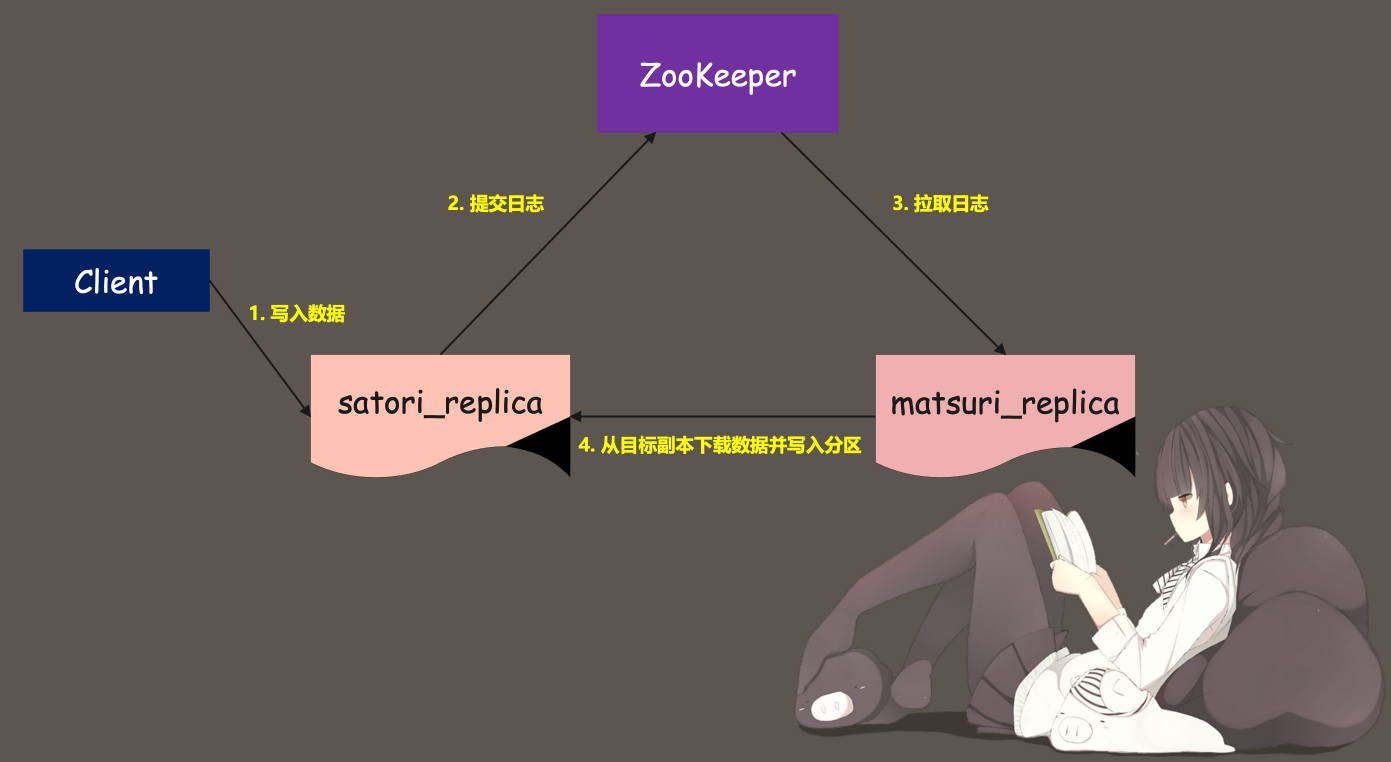 ZooKeeper
2. 提交日志
3. 拉取日志
Client
1. 写入数据
satori_replica
matsuri_replica
4. 从目标副本下载数据并写入分区